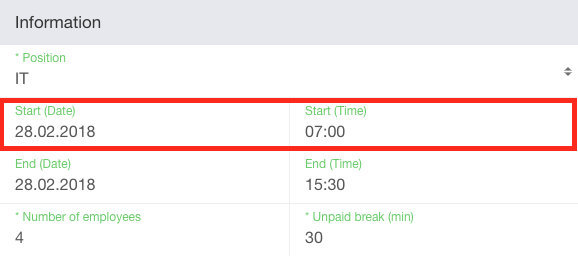 Information
* Position
IT
Start (Date) Start (Time)
28.02.2018 07:00
End (Date) End (Time)
28.02.2018 15:30
* Number of employees * Unpaid break (min)
4 30